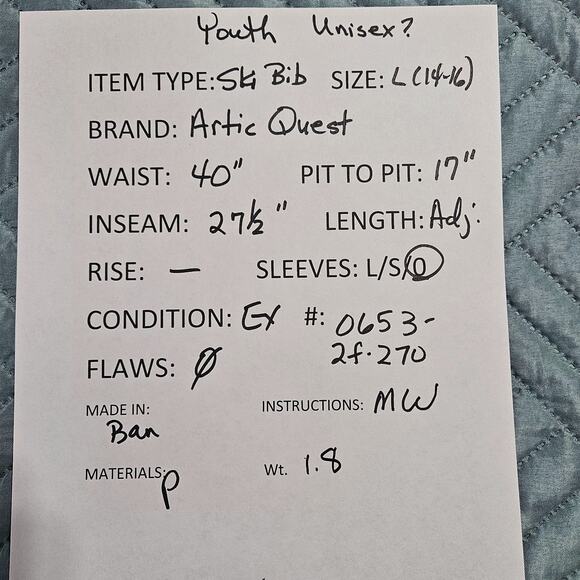 Youth Unisex?
ITEM TYPE: Ski Bib SIZE: L (14-16)
BRAND: Artic Quest
WAIST: 40" PIT TO PIT: 17"
INSEAM: 27½" LENGTH: Adj.
RISE: — SLEEVES: L/S/0
CONDITION: Ex #: 0653-
2f.270
FLAWS: Ø
MADE IN: INSTRUCTIONS: MW
Ban
MATERIALS: P Wt. 1.8